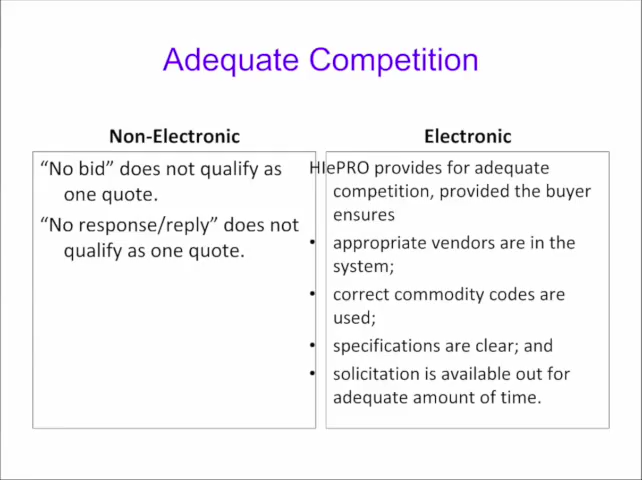 Adequate Competition
Non-Electronic
“No bid” does not qualify as
one quote.
“No response/reply” does not
qualify as one quote.
Electronic
HIePRO provides for adequate
competition, provided the buyer
ensures
• appropriate vendors are in the
system;
• correct commodity codes are
used;
• specifications are clear; and
• solicitation is available out for
adequate amount of time.